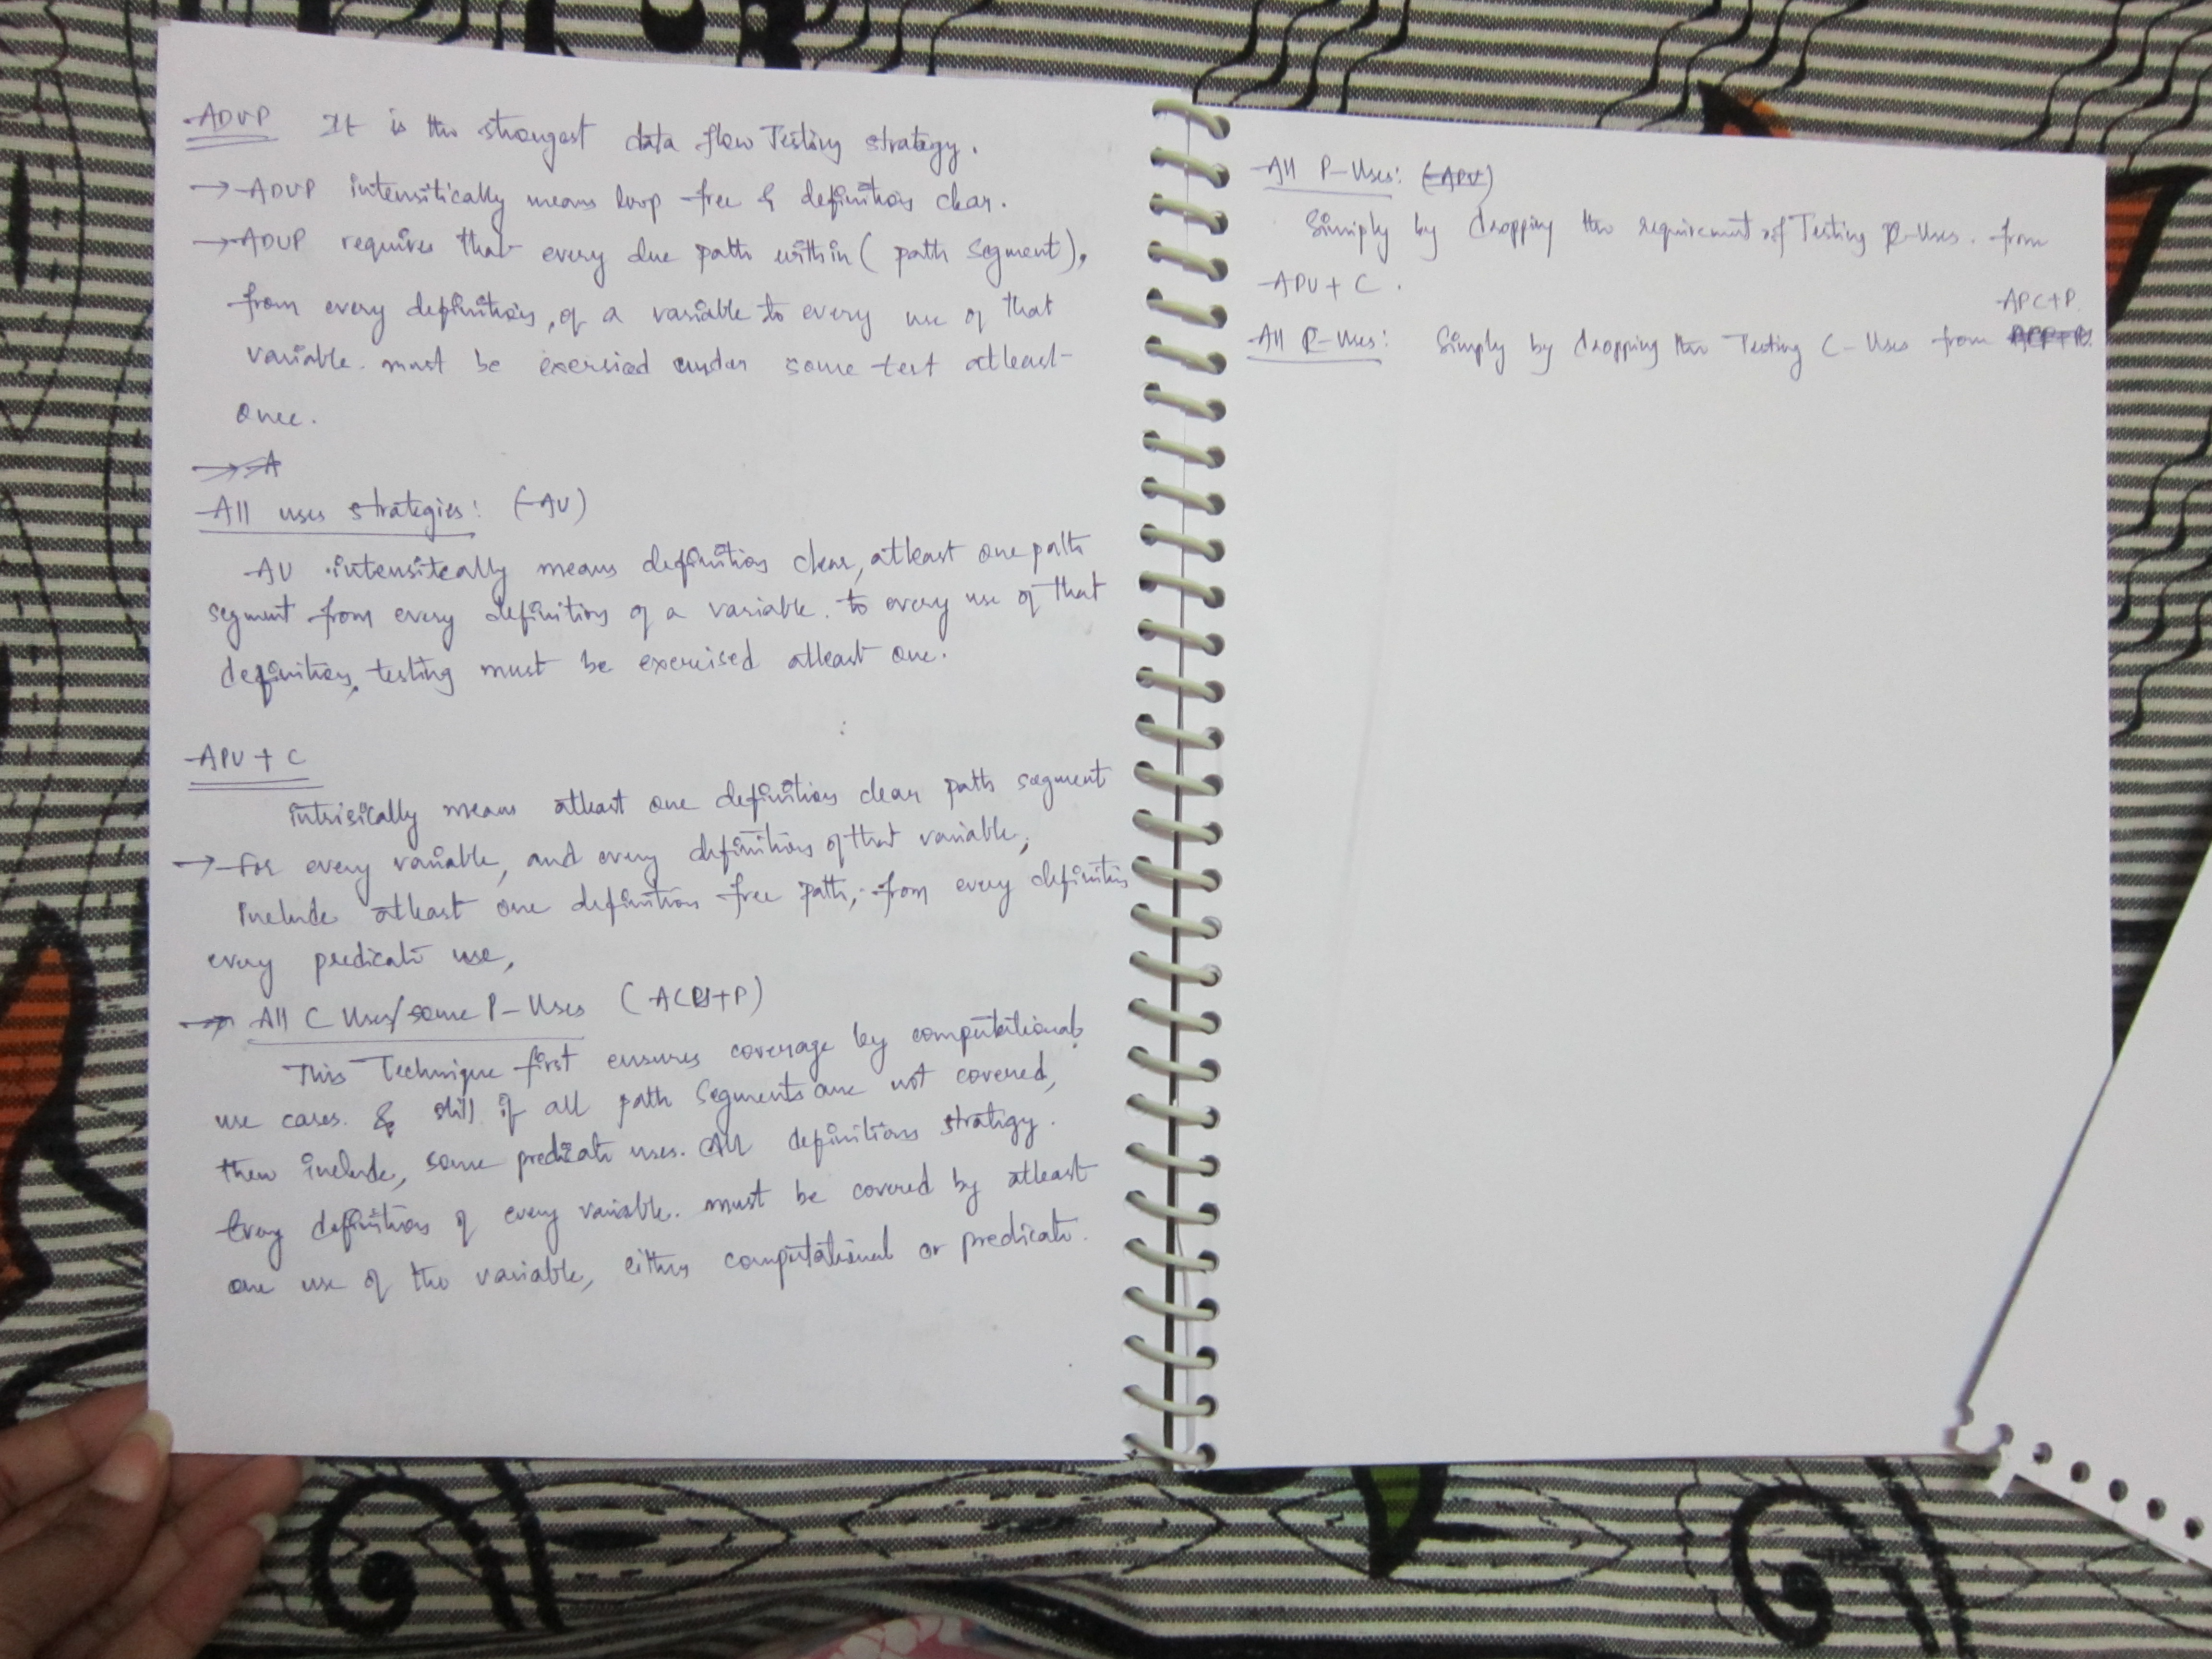 ADUP It is the strongest data flow Testing strategy.
→ ADUP intensitically means loop free & definition clear.
→ ADUP requires that every due path within (path segment),
from every definition, of a variable to every use of that
variable. must be exercised under some test atleast
one.
All uses strategies: (AU)
AU intensiteally means definition clear, atleast one path
segment from every definition of a variable. to every use of that
definition, testing must be exercised atleast one.
APU + C
intrisically means atleast one definition clear path segment
→ For every variable, and every definition of that variable,
include atleast one definition free path, from every definition
every predicate use,
→ All C Uses/some P-Uses (ACU+P)
This Technique first ensures coverage by computational
use cases. & still if all path segments are not covered,
then include, some predicate uses. All definitions strategy.
Every definition of every variable. must be covered by atleast
one use of the variable, either computational or predicate.
All P-Uses: (APU)
Simply by dropping the requirement of Testing P-Uses. from
APU + C.
All P-Uses: Simply by dropping the Testing C-Uses from
APC+P.